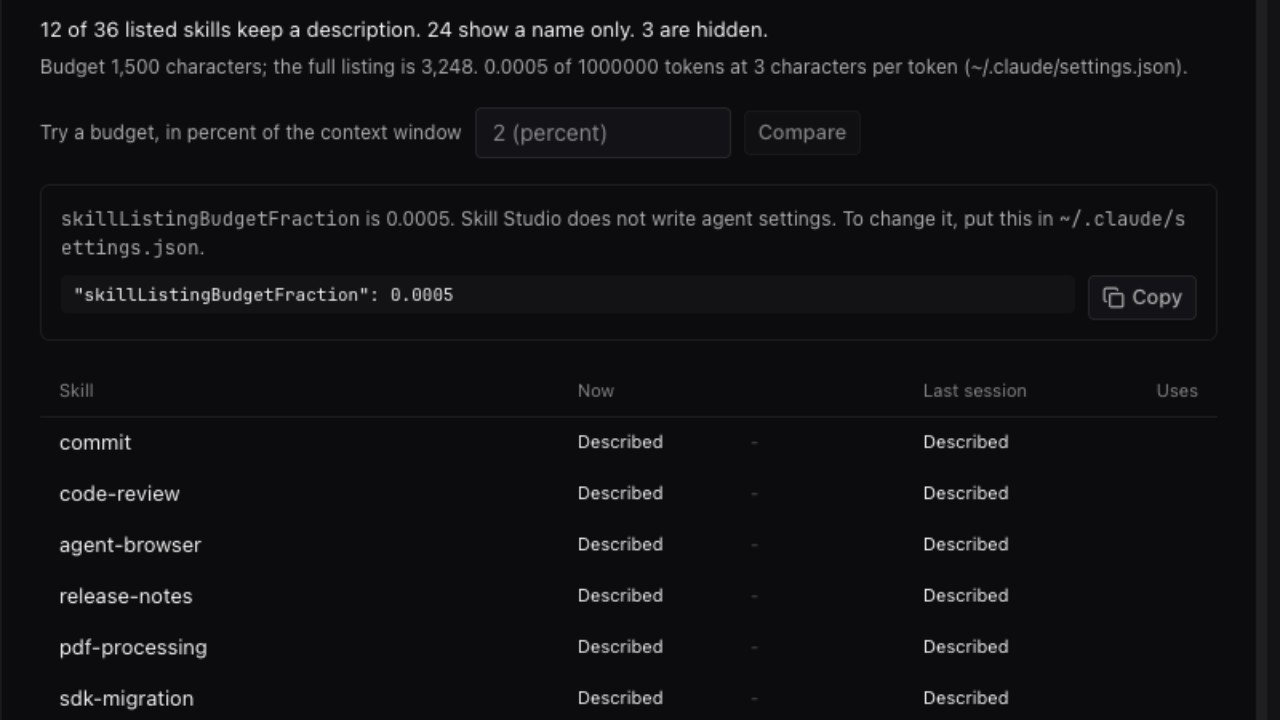 12 of 36 listed skills keep a description. 24 show a name only. 3 are hidden.
Budget 1,500 characters; the full listing is 3,248. 0.0005 of 1000000 tokens at 3 characters per token (~/.claude/settings.json).
Try a budget, in percent of the context window 2 (percent) Compare
skillListingBudgetFraction is 0.0005. Skill Studio does not write agent settings. To change it, put this in ~/.claude/s
ettings.json.
"skillListingBudgetFraction": 0.0005 Copy
Skill Now Last session Uses
commit Described - Described
code-review Described - Described
agent-browser Described - Described
release-notes Described - Described
pdf-processing Described - Described
sdk-migration Described - Described